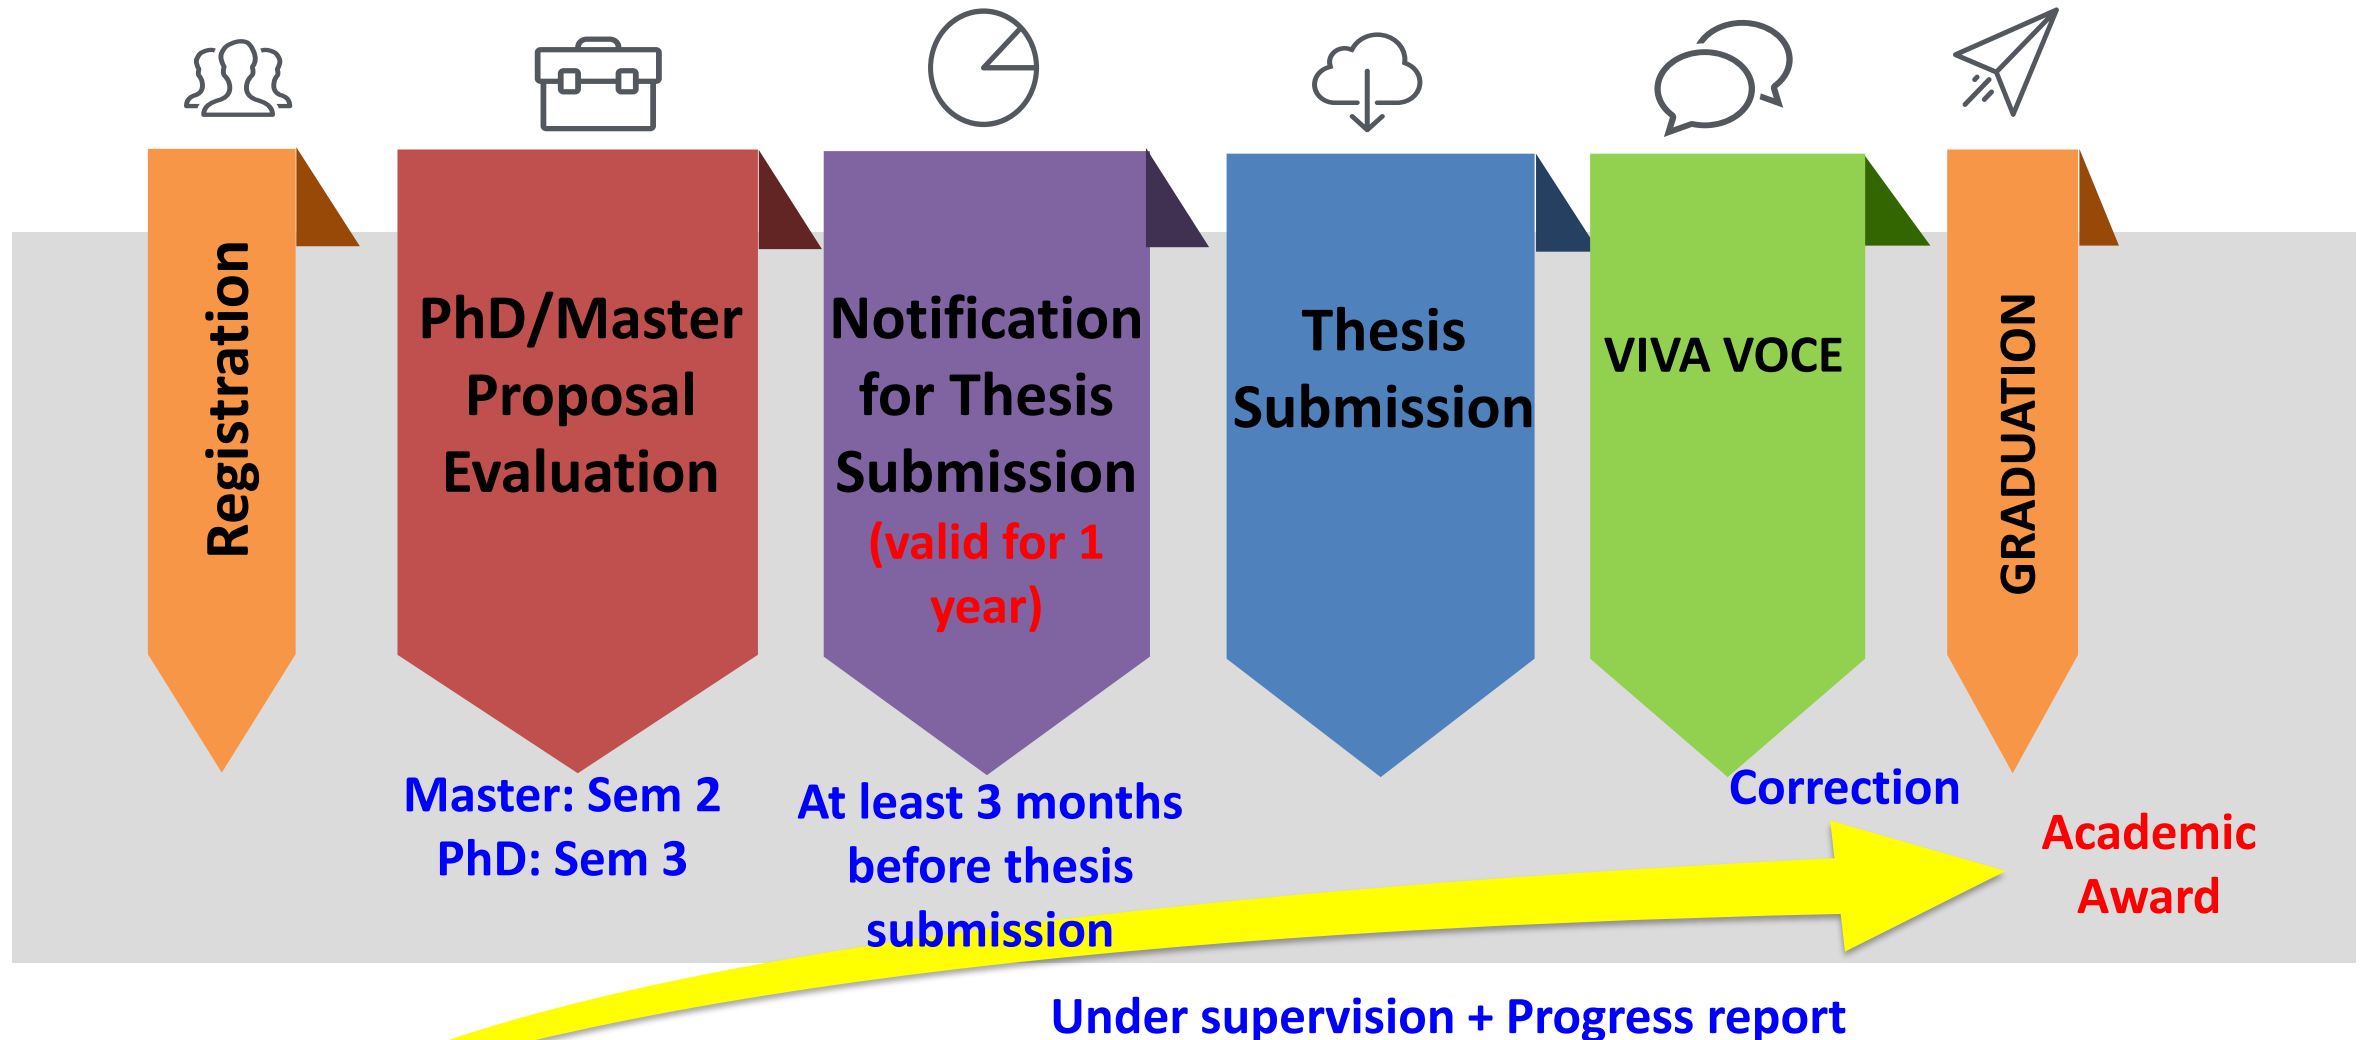 Registration
PhD/Master
Proposal
Evaluation
Master: Sem 2
PhD: Sem 3
Notification
for Thesis
Submission
(valid for 1
year)
At least 3 months
before thesis
submission
Thesis
Submission
VIVA VOCE
Correction
GRADUATION
Academic
Award
Under supervision + Progress report